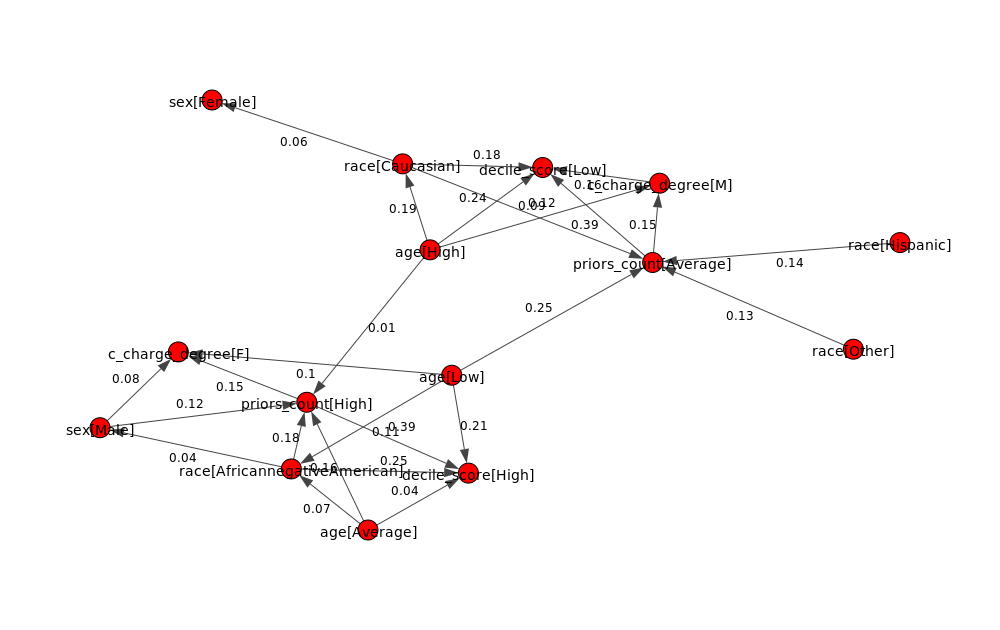 sex[Female]
0.06
0.18
race[Caucasian]
decile_score[Low]
0.16
c_charge_degree[M]
0.24
0.12
0.09
0.19
0.39
0.15
age[High]
race[Hispanic]
priors_count[Average]
0.14
0.25
0.13
0.01
c_charge_degree[F]
race[Other]
0.1
age[Low]
0.08
0.15
0.12
priors_count[High]
sex[Male]
0.39
0.11
0.21
0.18
0.04
0.25
0.16
race[AfricannegativeAmerican]
decile_score[High]
0.04
0.07
age[Average]